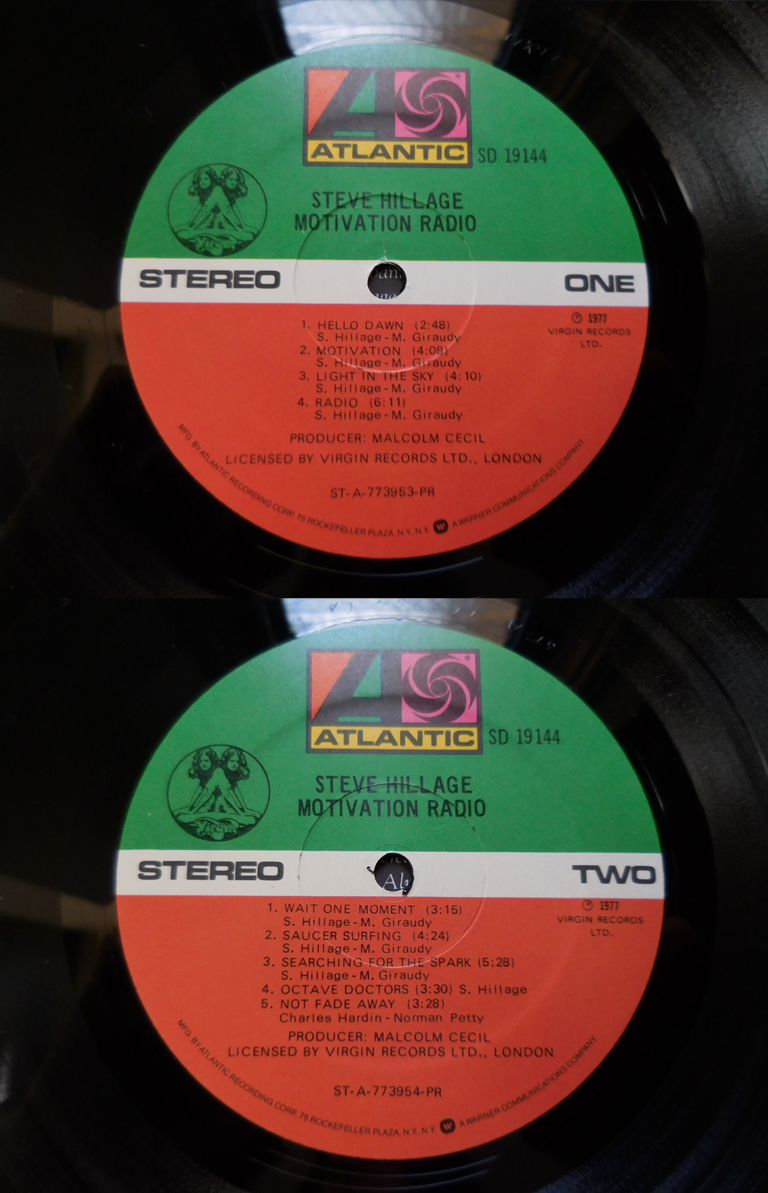 ATLANTIC
SD 19144
Virgin
STEVE HILLAGE
MOTIVATION RADIO
STEREO
ONE
℗ 1977
VIRGIN RECORDS
LTD.
1. HELLO DAWN (2:48)
S. Hillage - M. Giraudy
2. MOTIVATION (4:08)
S. Hillage - M. Giraudy
3. LIGHT IN THE SKY (4:10)
S. Hillage - M. Giraudy
4. RADIO (6:11)
S. Hillage - M. Giraudy
PRODUCER: MALCOLM CECIL
LICENSED BY VIRGIN RECORDS LTD., LONDON
ST-A-773953-PR
MFG. BY ATLANTIC RECORDING CORP., 75 ROCKEFELLER PLAZA, N.Y., N.Y. W A WARNER COMMUNICATIONS COMPANY
ATLANTIC
SD 19144
Virgin
STEVE HILLAGE
MOTIVATION RADIO
STEREO
TWO
℗ 1977
VIRGIN RECORDS
LTD.
1. WAIT ONE MOMENT (3:15)
S. Hillage - M. Giraudy
2. SAUCER SURFING (4:24)
S. Hillage - M. Giraudy
3. SEARCHING FOR THE SPARK (5:28)
S. Hillage - M. Giraudy
4. OCTAVE DOCTORS (3:30) S. Hillage
5. NOT FADE AWAY (3:28)
Charles Hardin - Norman Petty
PRODUCER: MALCOLM CECIL
LICENSED BY VIRGIN RECORDS LTD., LONDON
ST-A-773954-PR
MFG. BY ATLANTIC RECORDING CORP., 75 ROCKEFELLER PLAZA, N.Y., N.Y. W A WARNER COMMUNICATIONS COMPANY